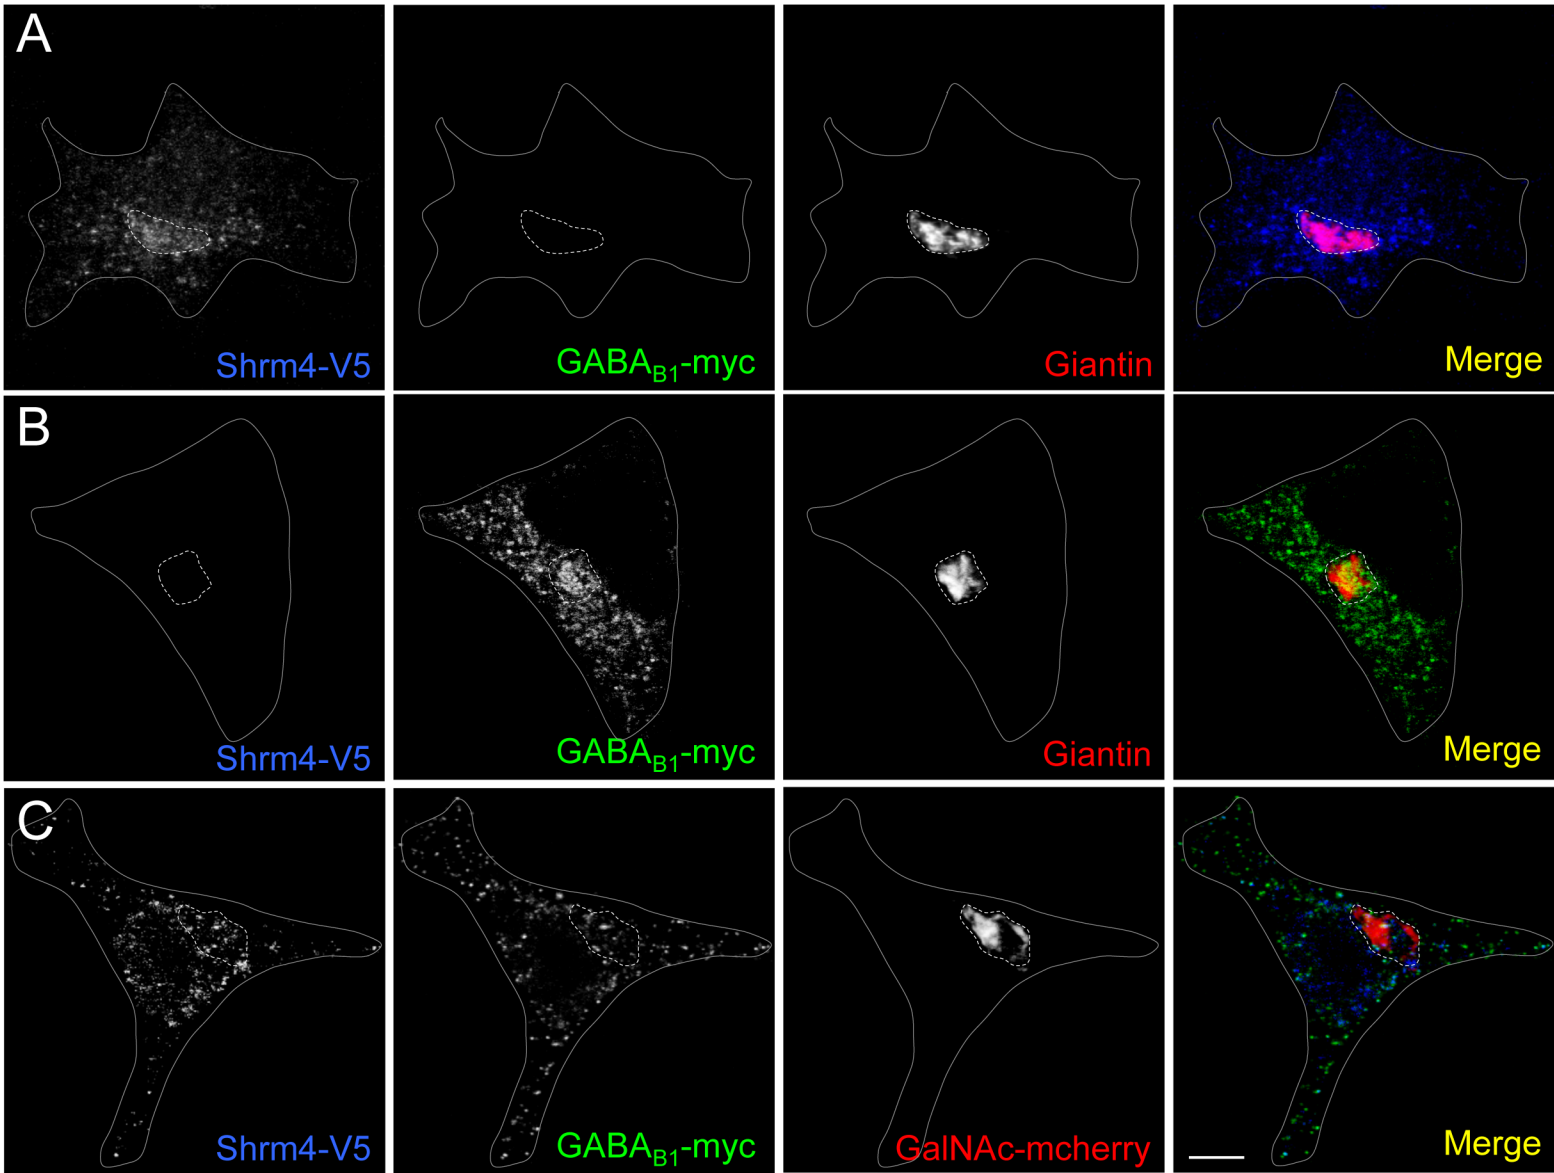 A
Shrm4-V5
GABAB1-myc
Giantin
Merge
B
Shrm4-V5
GABAB1-myc
Giantin
Merge
C
Shrm4-V5
GABAB1-myc
GalNAc-mcherry
Merge